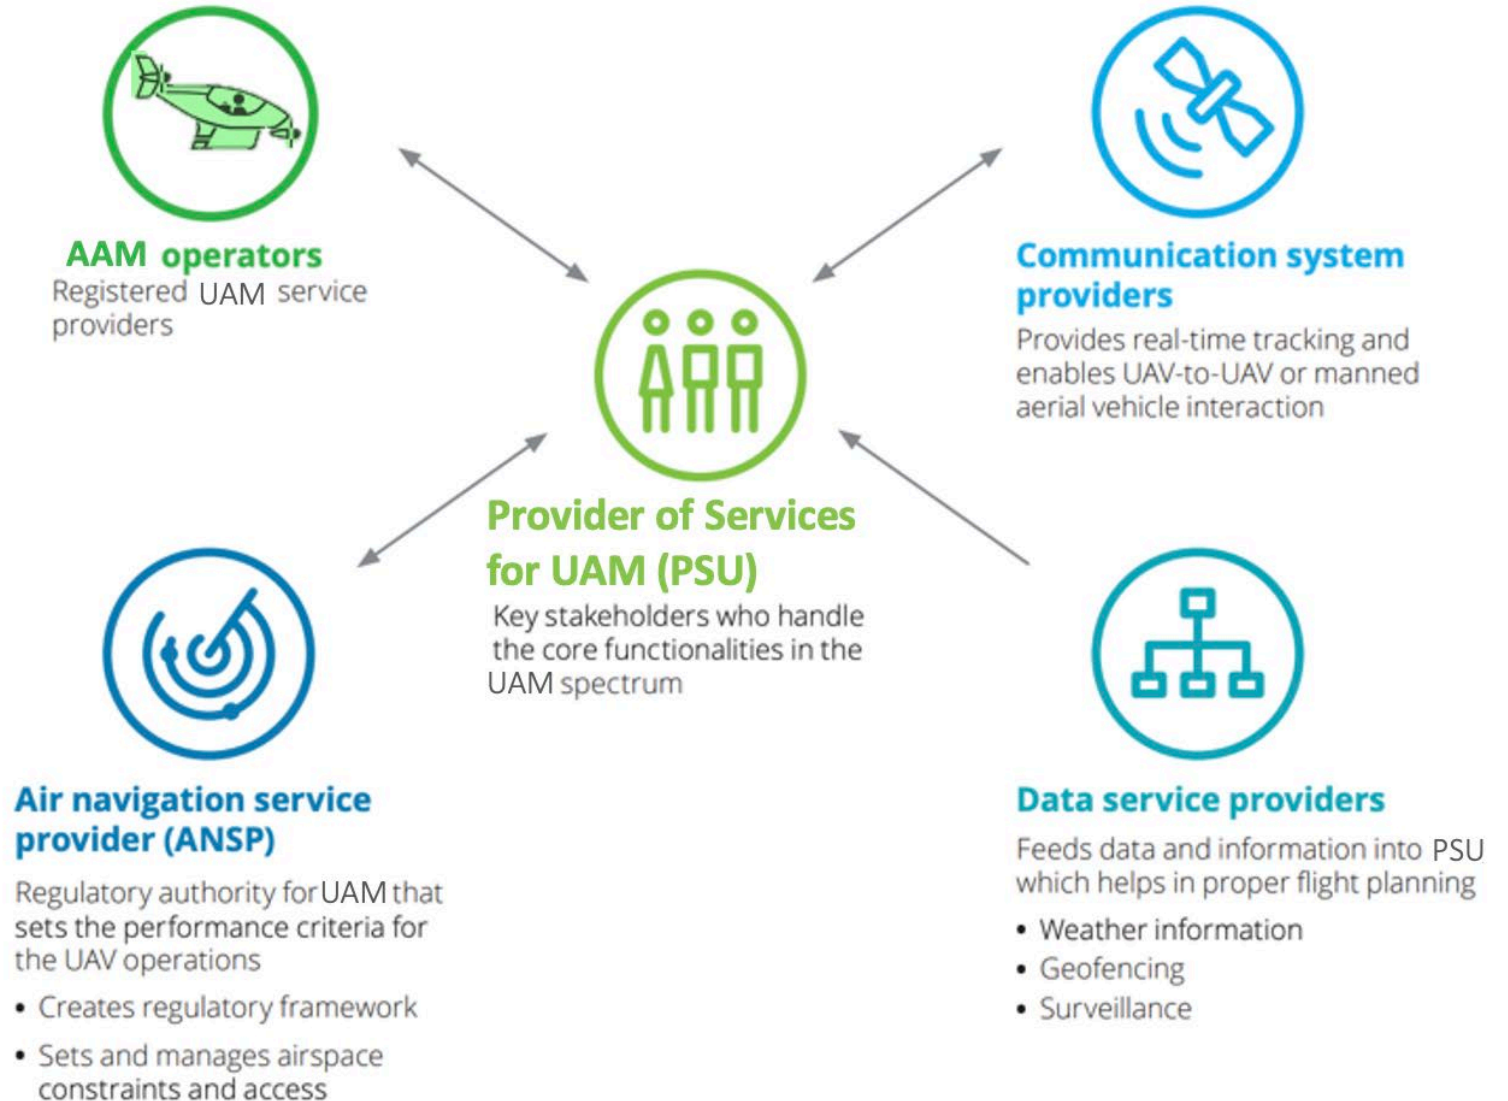 AAM operators
Registered UAM service
providers
Communication system
providers
Provides real-time tracking and
enables UAV-to-UAV or manned
aerial vehicle interaction
Provider of Services
for UAM (PSU)
Key stakeholders who handle
the core functionalities in the
UAM spectrum
Air navigation service
provider (ANSP)
Regulatory authority for UAM that
sets the performance criteria for
the UAV operations
• Creates regulatory framework
• Sets and manages airspace
constraints and access
Data service providers
Feeds data and information into PSU
which helps in proper flight planning
• Weather information
• Geofencing
• Surveillance